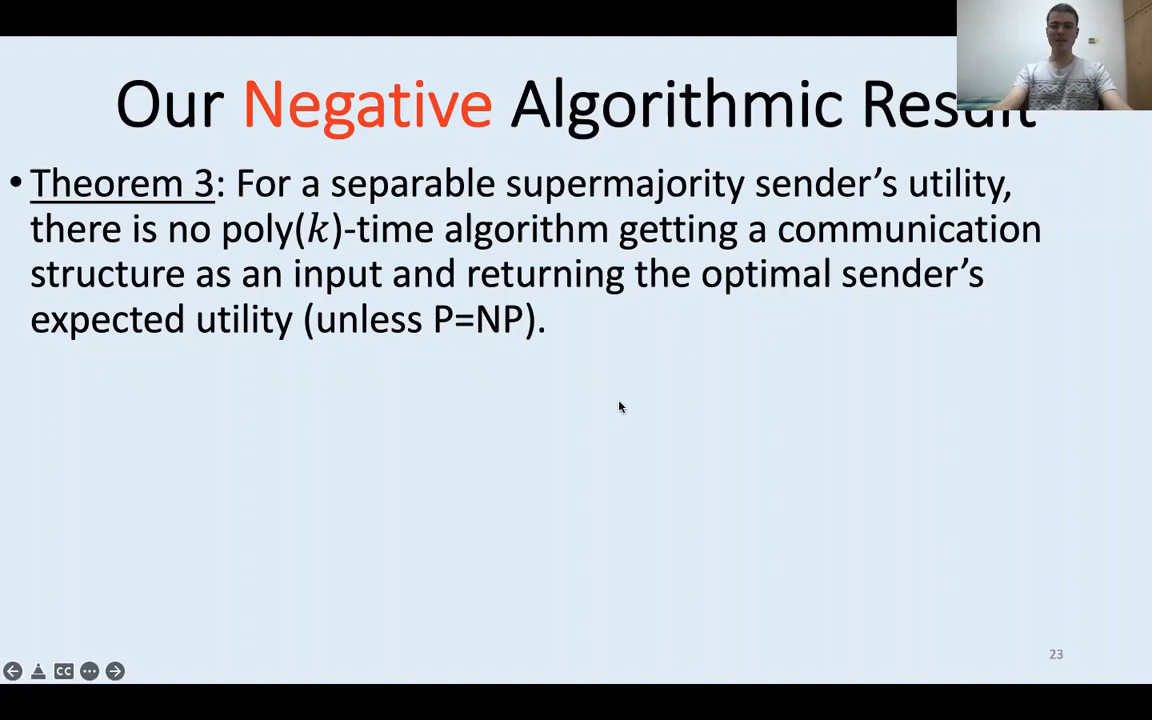 Our Negative Algorithmic Result
• Theorem 3: For a separable supermajority sender’s utility,
there is no poly(k)-time algorithm getting a communication
structure as an input and returning the optimal sender’s
expected utility (unless P=NP).
23
CC